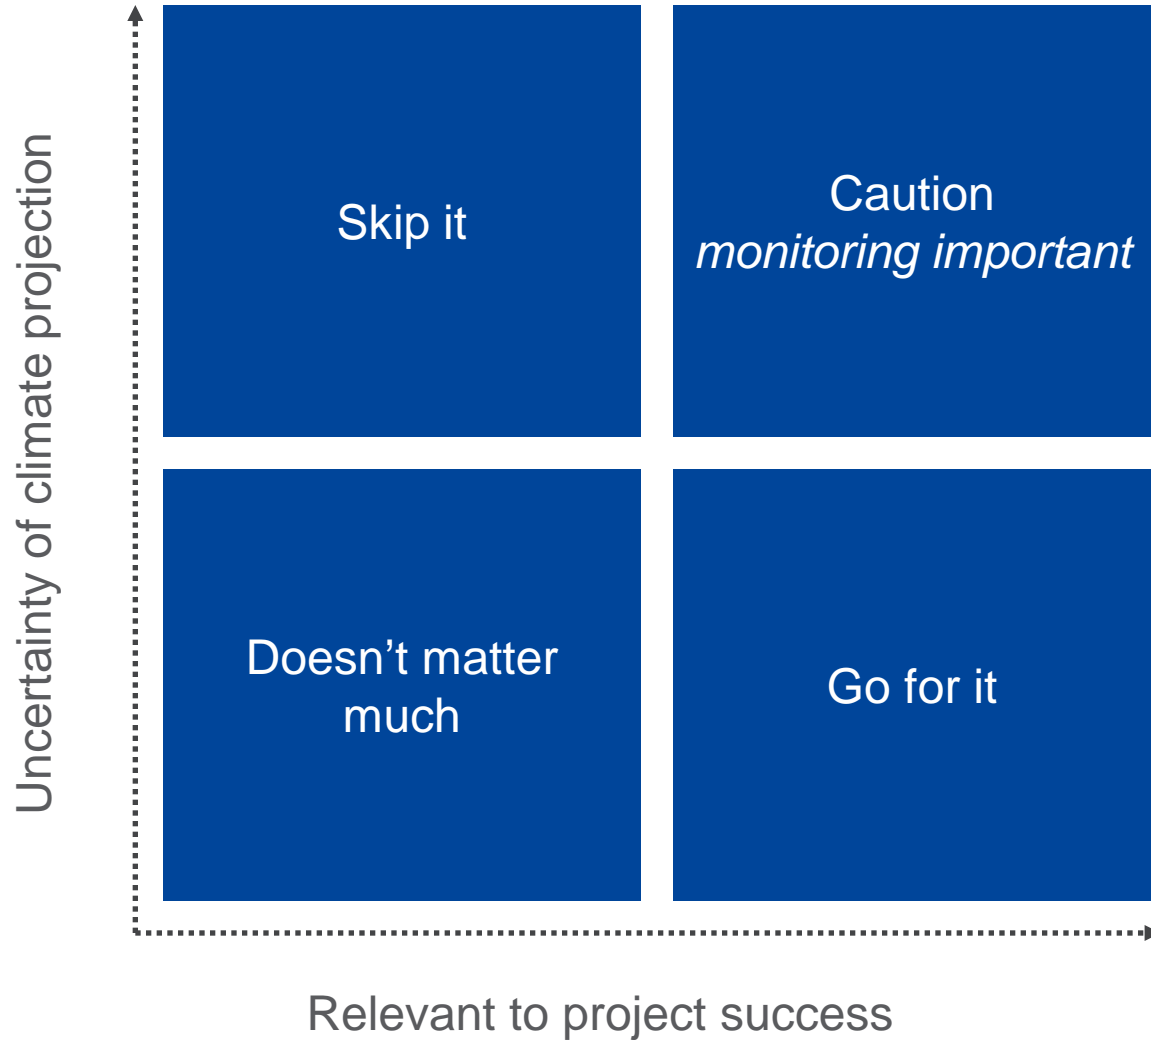 Uncertainty of climate projection
Skip it
Caution
monitoring important
Doesn’t matter
much
Go for it
Relevant to project success